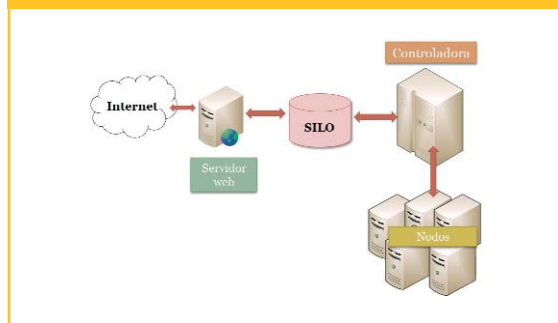 Controladora
Internet
SILO
Servidor
web
Nodos